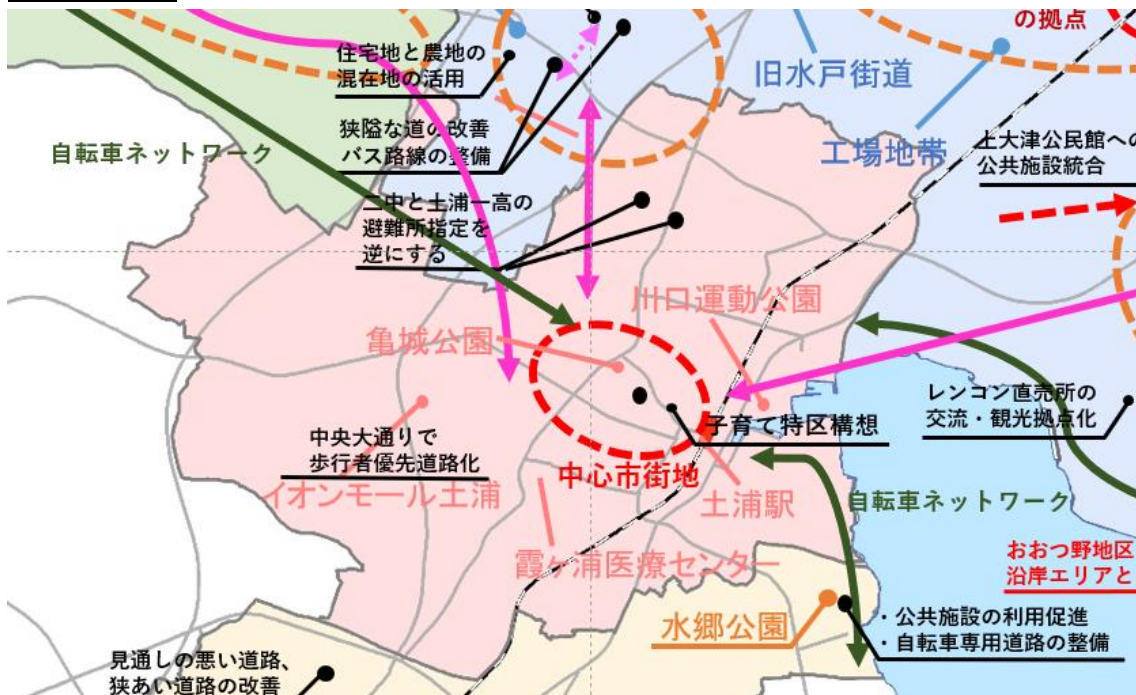 の拠点
住宅地と農地の
混在地の活用
旧水戸街道
狭隘な道の改善
バス路線の整備
自転車ネットワーク
工場地帯
上大津公民館への
公共施設統合
二中と土浦一高の
避難所指定を
逆にする
川口運動公園
亀城公園
レンコン直売所の
交流・観光拠点化
子育て特区構想
中央大通りで
歩行者優先道路化
中心市街地
イオンモール土浦
土浦駅
自転車ネットワーク
霞ヶ浦医療センター
おおつ野地区
沿岸エリアと
水郷公園
・公共施設の利用促進
・自転車専用道路の整備
見通しの悪い道路、
狭あい道路の改善